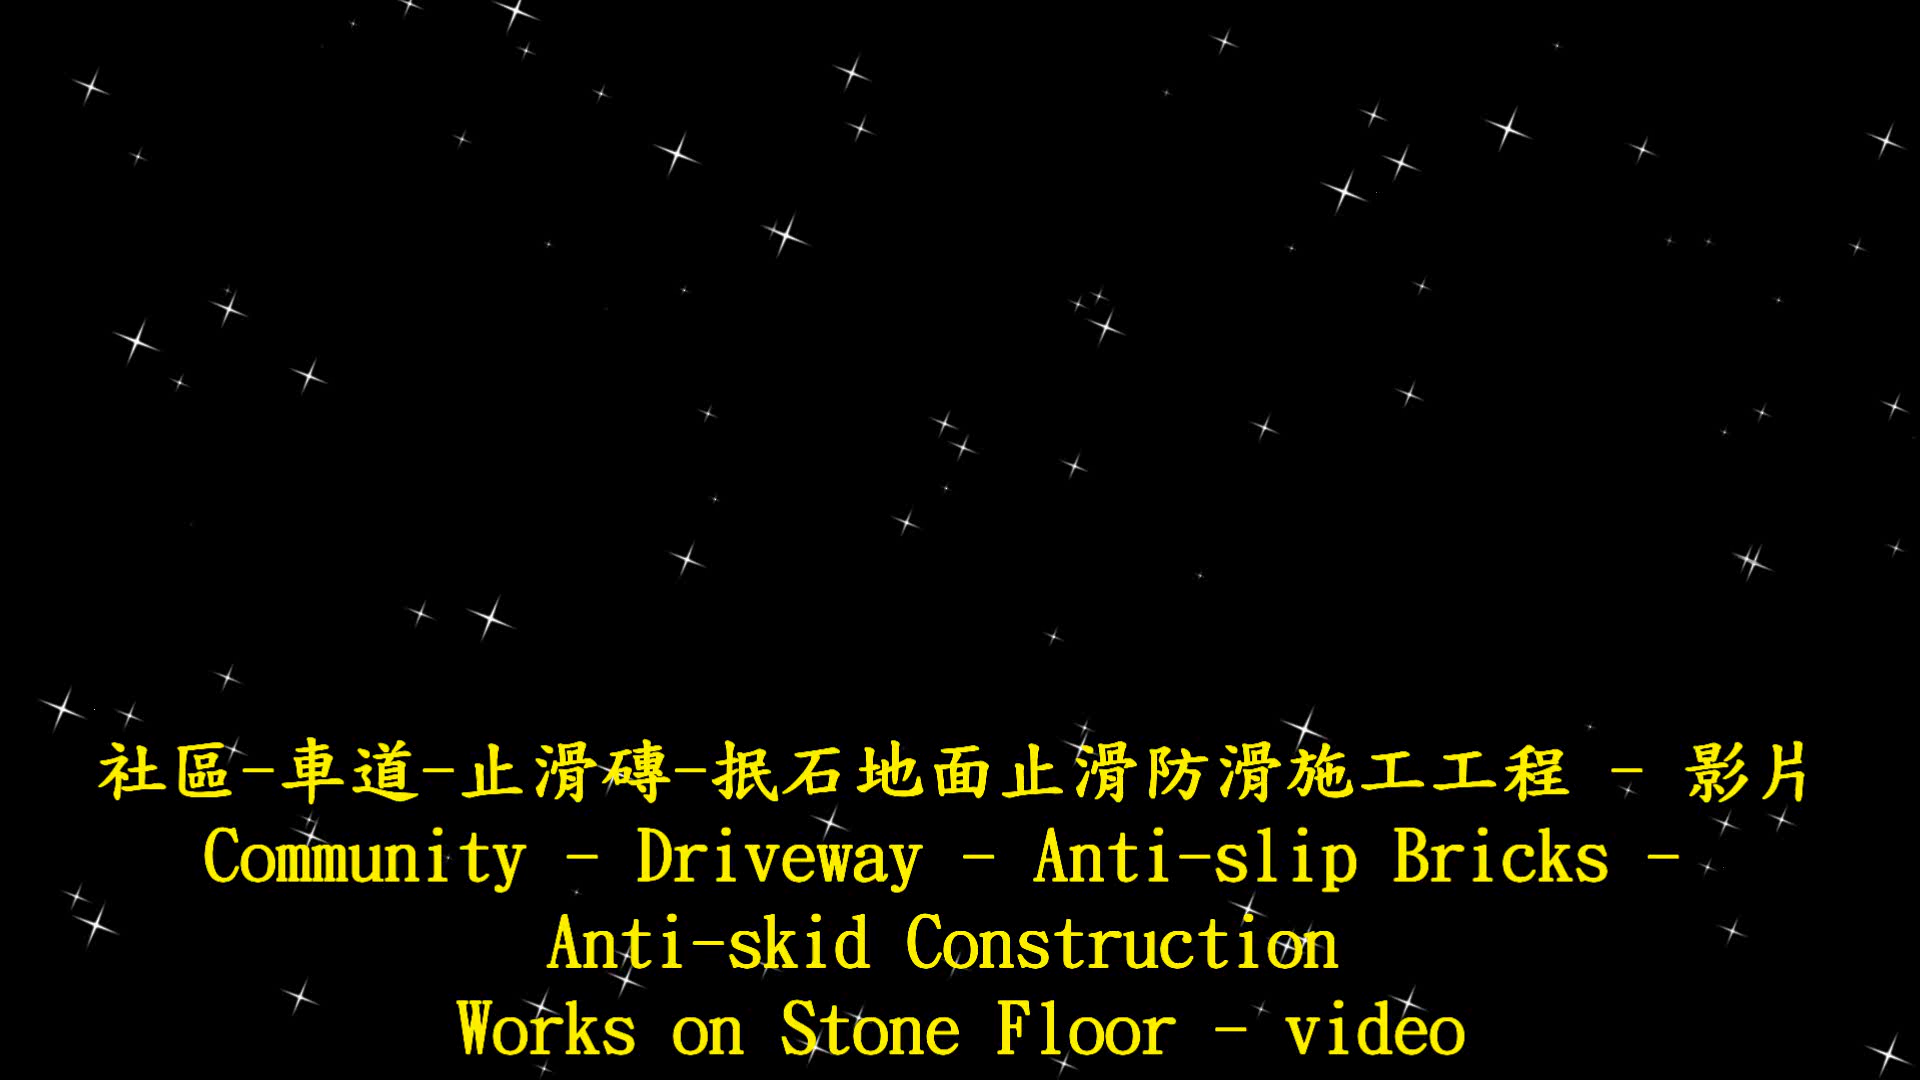 社區-車道-止滑磚-抿石地面止滑防滑施工工程 - 影片
Community - Driveway - Anti-slip Bricks -
Anti-skid Construction
Works on Stone Floor - video